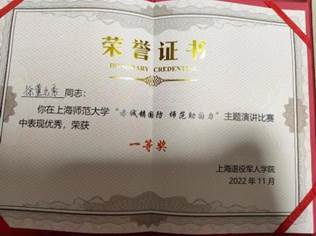 荣誉证书
HONORARY CREDENTIAL
同志：
你在上海师范大学“赤诚铸国防 师范助国力”主题演讲比赛
中表现优秀，荣获
一等奖
上海退役军人学院
2022年11月